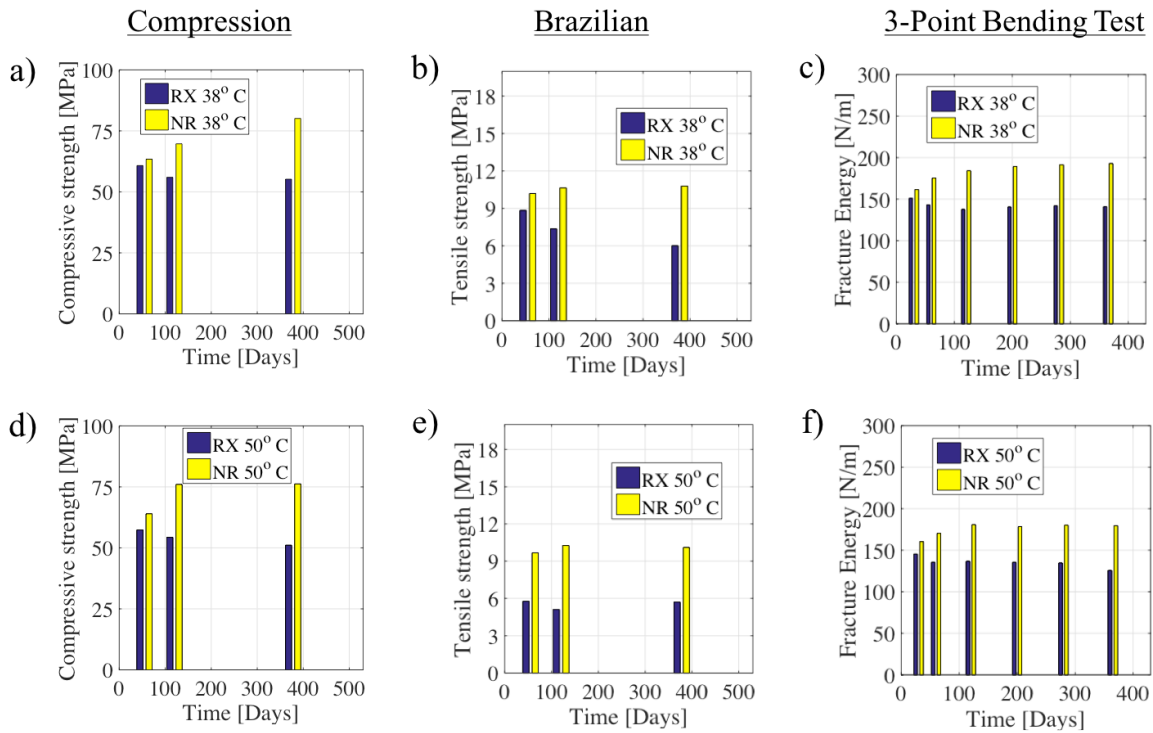 Compression
Brazilian
3-Point Bending Test
a)
Compressive strength [MPa]
100
75
50
25
0
RX 38° C
NR 38° C
0 100 200 300 400 500
Time [Days]
b)
Tensile strength [MPa]
18
15
12
9
6
3
0
RX 38° C
NR 38° C
0 100 200 300 400 500
Time [Days]
c)
Fracture Energy [N/m]
300
250
200
150
100
50
0
RX 38° C
NR 38° C
0 100 200 300 400
Time [Days]
d)
Compressive strength [MPa]
100
75
50
25
0
RX 50° C
NR 50° C
0 100 200 300 400 500
Time [Days]
e)
Tensile strength [MPa]
18
15
12
9
6
3
0
RX 50° C
NR 50° C
0 100 200 300 400 500
Time [Days]
f)
Fracture Energy [N/m]
300
250
200
150
100
50
0
RX 50° C
NR 50° C
0 100 200 300 400
Time [Days]